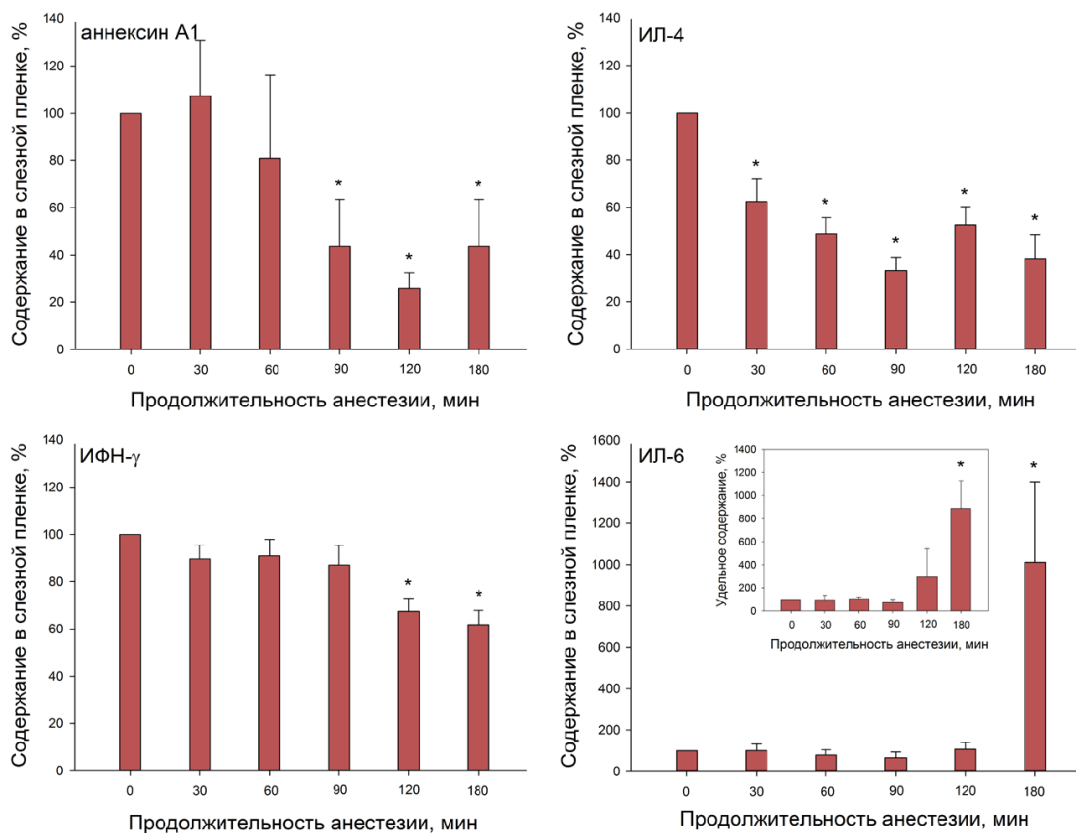 аннексин А1
Содержание в слезной пленке, %
140
120
100
80
60
40
20
0
* * *
0 30 60 90 120 180
Продолжительность анестезии, мин
ИЛ-4
Содержание в слезной пленке, %
140
120
100
80
60
40
20
0
* * * * *
0 30 60 90 120 180
Продолжительность анестезии, мин
ИФН-γ
Содержание в слезной пленке, %
140
120
100
80
60
40
20
0
* *
0 30 60 90 120 180
Продолжительность анестезии, мин
ИЛ-6
Содержание в слезной пленке, %
1600
1400
1200
1000
800
600
400
200
0
*
0 30 60 90 120 180
Продолжительность анестезии, мин
Удельное содержание, %
1400
1200
1000
800
600
400
200
0
*
0 30 60 90 120 180
Продолжительность анестезии, мин